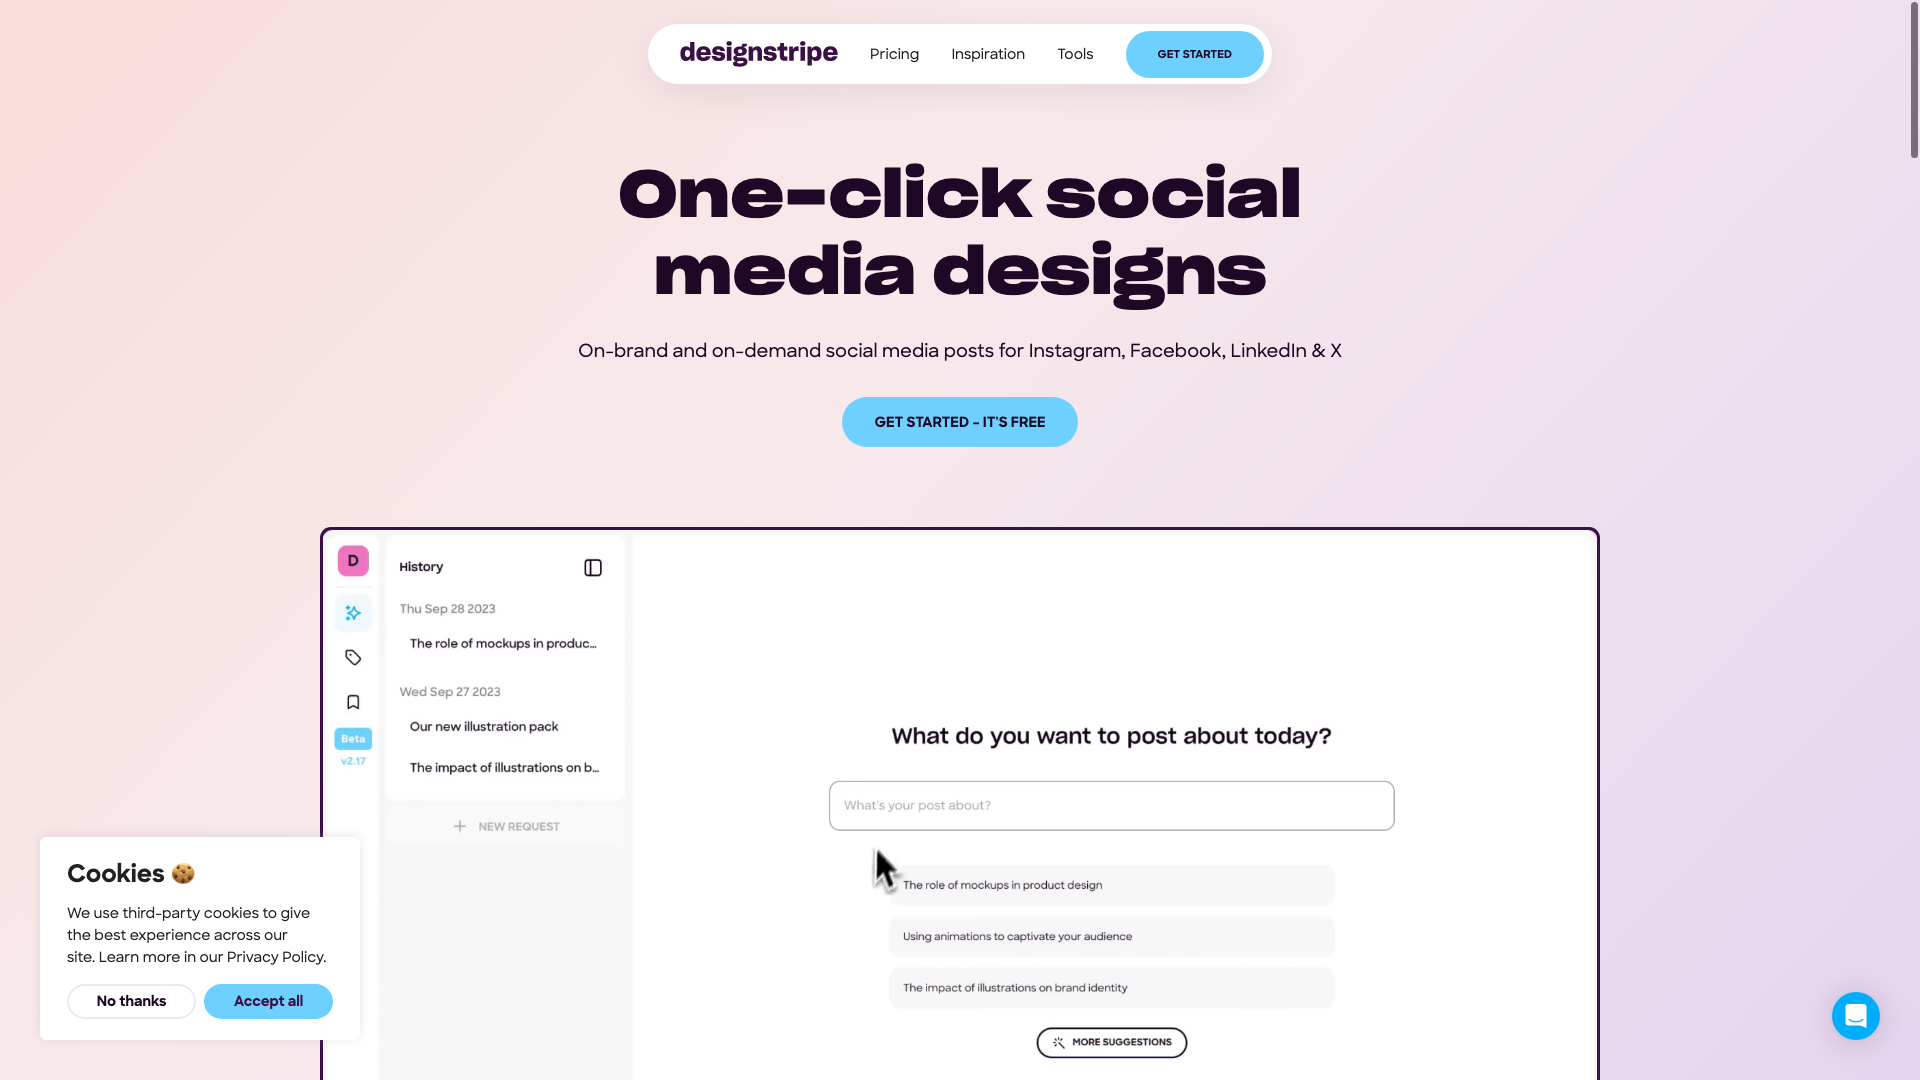 designstripe
Pricing
Inspiration
Tools
GET STARTED
One-click social
media designs
On-brand and on-demand social media posts for Instagram, Facebook, LinkedIn & X
GET STARTED – IT'S FREE
D
History
Thu Sep 28 2023
The role of mockups in produc...
Wed Sep 27 2023
Our new illustration pack
The impact of illustrations on b...
NEW REQUEST
Beta
v2.17
What do you want to post about today?
What's your post about?
The role of mockups in product design
Using animations to captivate your audience
The impact of illustrations on brand identity
MORE SUGGESTIONS
Cookies 🍪
We use third-party cookies to give
the best experience across our
site. Learn more in our Privacy Policy.
No thanks
Accept all